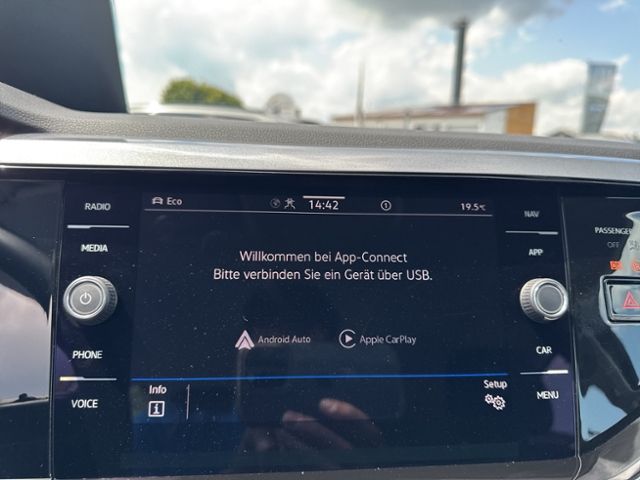 RADIO
MEDIA
PHONE
VOICE
Eco
14:42
19.5°C
Willkommen bei App-Connect
Bitte verbinden Sie ein Gerät über USB.
Android Auto
Apple CarPlay
Info
Setup
NAV
APP
CAR
MENU
PASSENGER
OFF